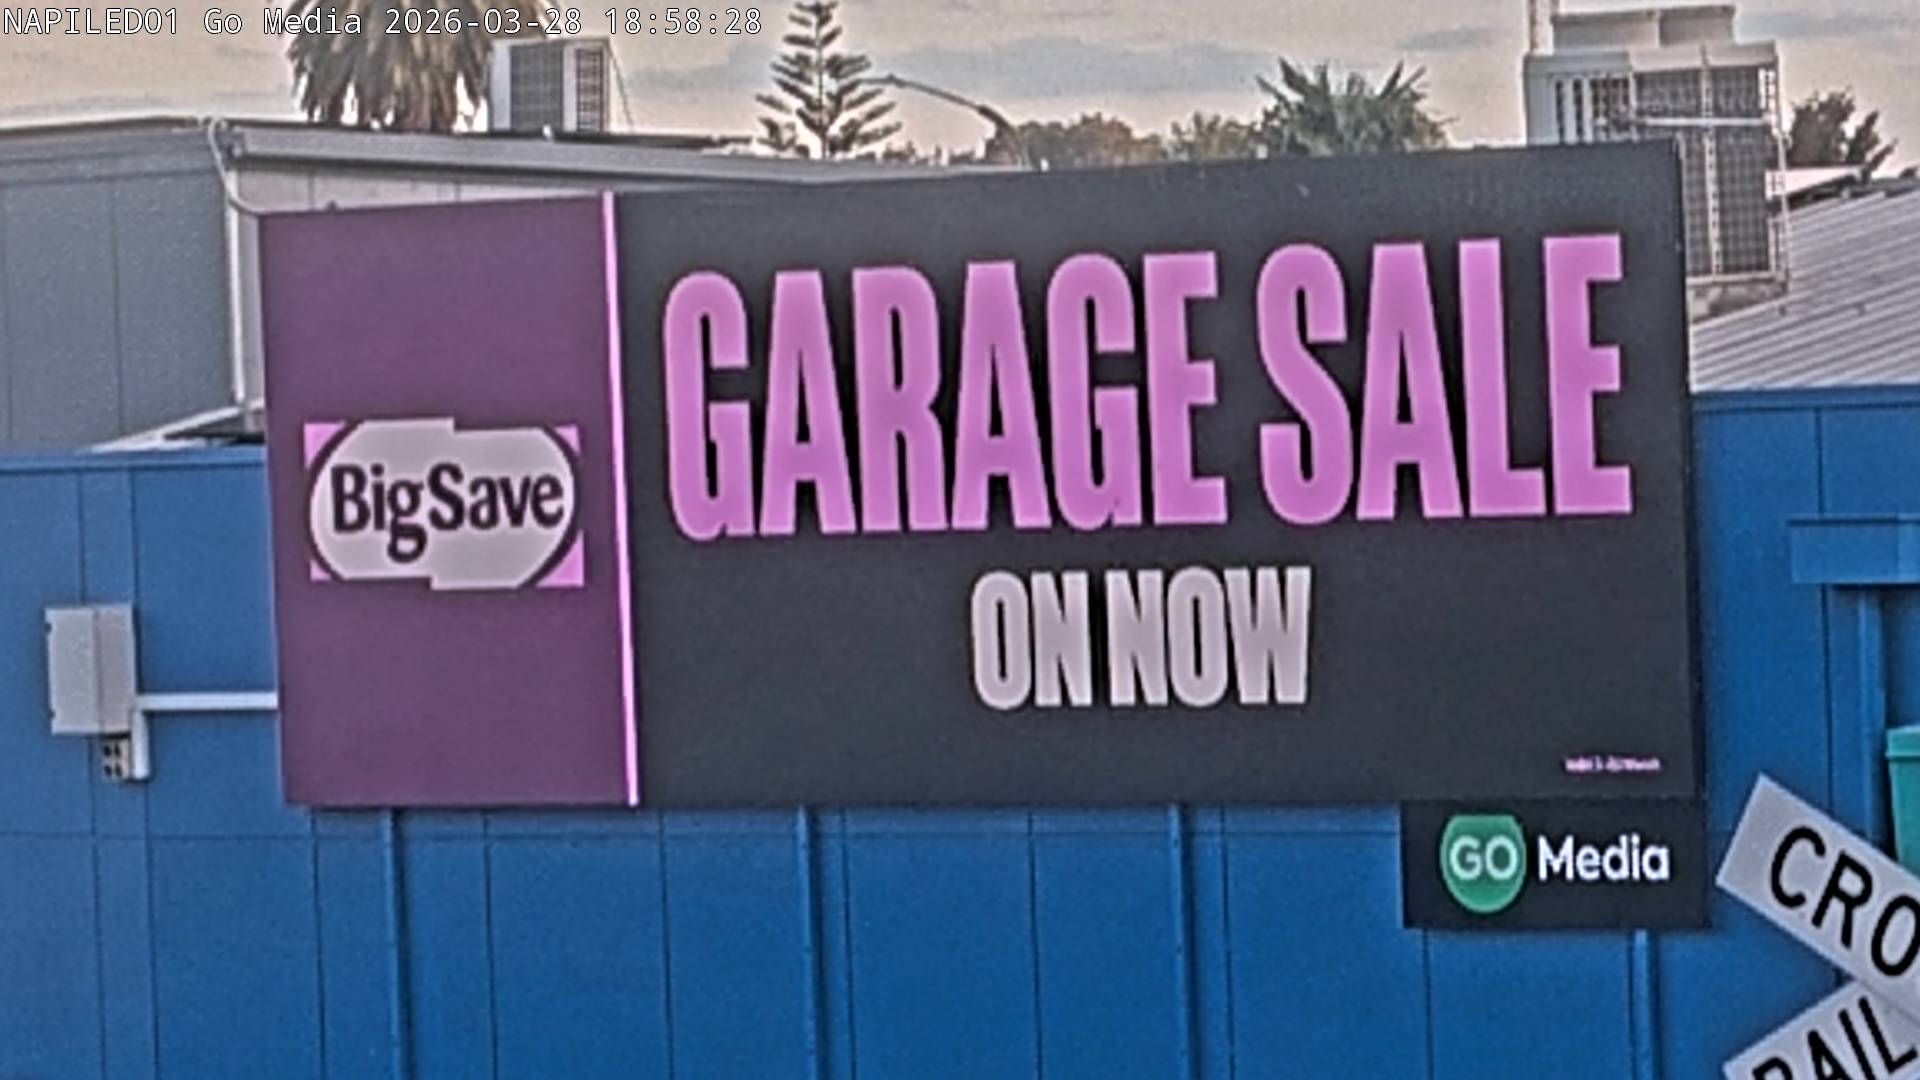 NAPILED01 Go Media 2026-03-28 18:58:28
GARAGE SALE
BigSave
ON NOW
GO Media
CRO
RAIL